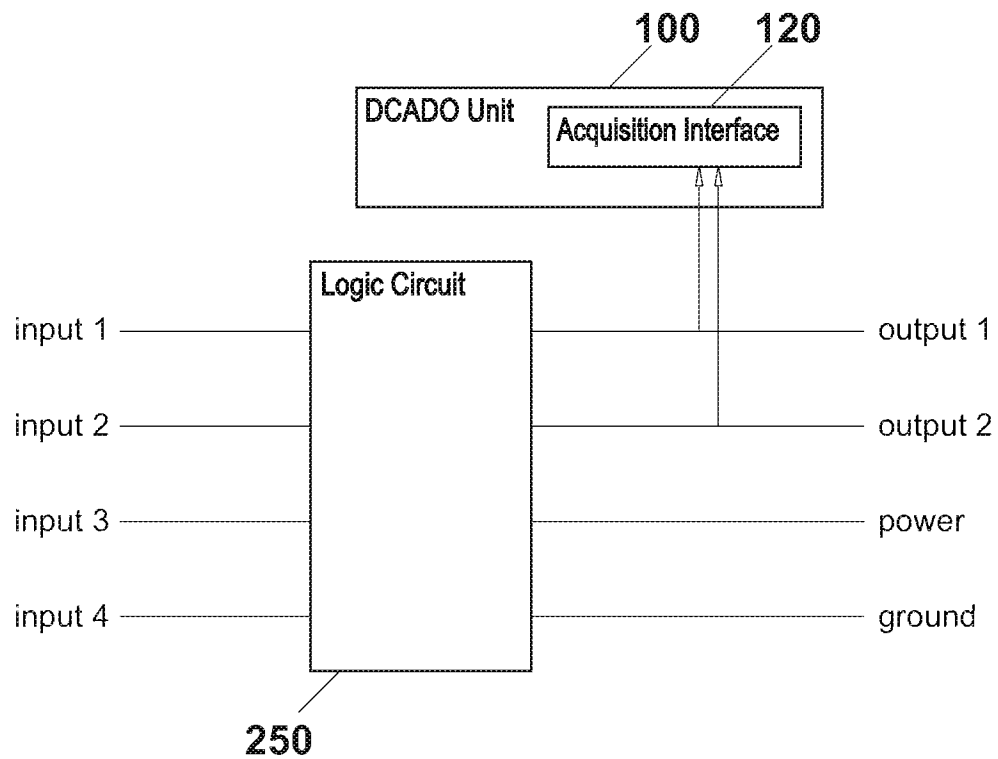 100
120
DCADO Unit
Acquisition Interface
Logic Circuit
input 1
output 1
input 2
output 2
input 3
power
input 4
ground
250